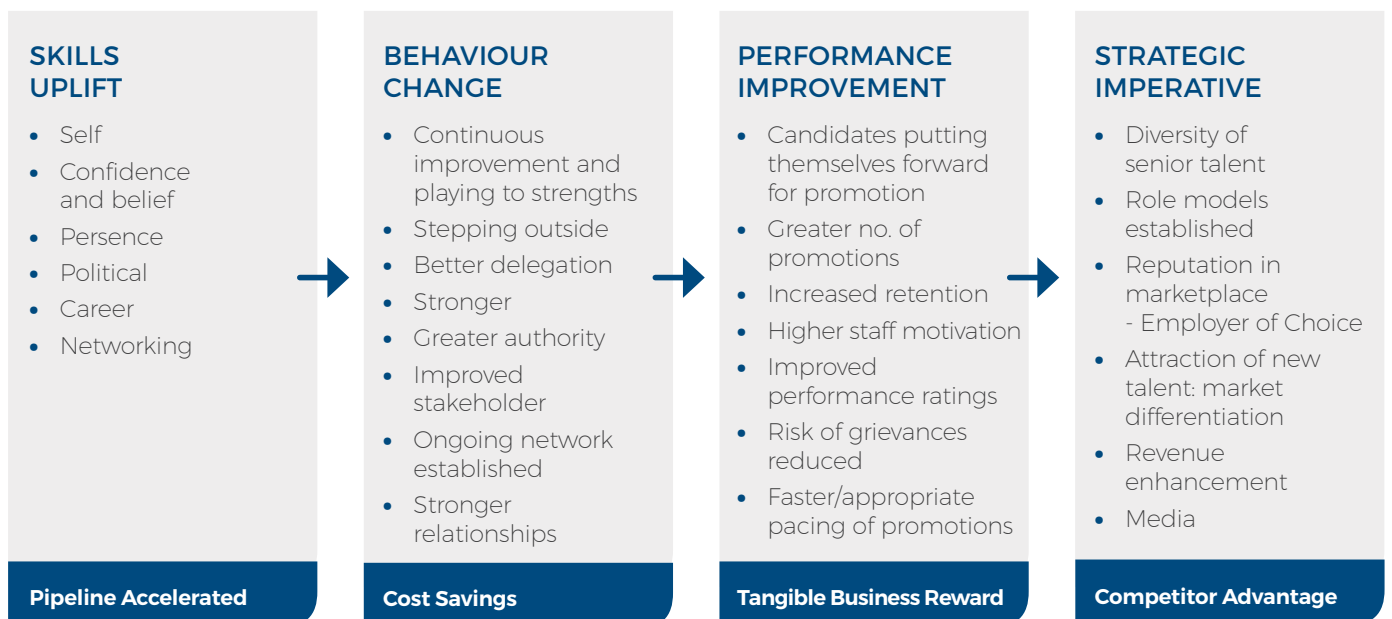 SKILLS
UPLIFT
• Self
• Confidence
and belief
• Persence
• Political
• Career
• Networking
Pipeline Accelerated
BEHAVIOUR
CHANGE
• Continuous
improvement and
playing to strengths
• Stepping outside
• Better delegation
• Stronger
• Greater authority
• Improved
stakeholder
• Ongoing network
established
• Stronger
relationships
Cost Savings
PERFORMANCE
IMPROVEMENT
• Candidates putting
themselves forward
for promotion
• Greater no. of
promotions
• Increased retention
• Higher staff motivation
• Improved
performance ratings
• Risk of grievances
reduced
• Faster/appropriate
pacing of promotions
Tangible Business Reward
STRATEGIC
IMPERATIVE
• Diversity of
senior talent
• Role models
established
• Reputation in
marketplace
- Employer of Choice
• Attraction of new
talent: market
differentiation
• Revenue
enhancement
• Media
Competitor Advantage